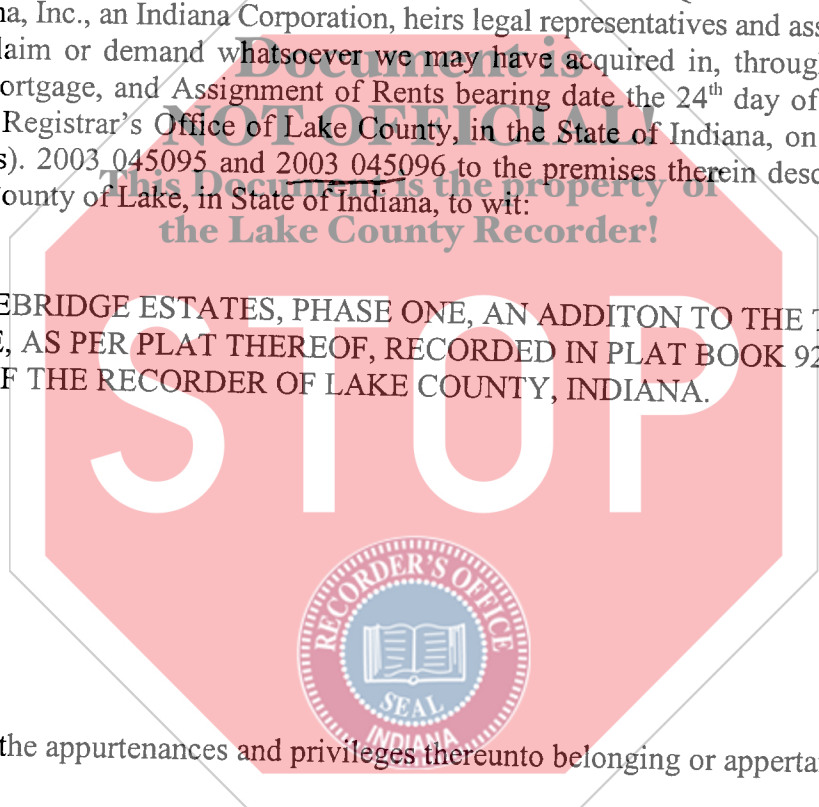 na, Inc., an Indiana Corporation, heirs legal representatives and ass
laim or demand whatsoever we may have acquired in, through
Document is
ortgage, and Assignment of Rents bearing date the 24th day of
NOT OFFICIAL!
Registrar's Office of Lake County, in the State of Indiana, on
s). 2003 045095 and 2003 045096 to the premises therein desc
This Document is the property of
ounty of Lake, in State of Indiana, to wit:
the Lake County Recorder!
EBRIDGE ESTATES, PHASE ONE, AN ADDITON TO THE T
E, AS PER PLAT THEREOF, RECORDED IN PLAT BOOK 92
F THE RECORDER OF LAKE COUNTY, INDIANA.
STOP
RECORDER'S OFFICE
SEAL
INDIANA
the appurtenances and privileges thereunto belonging or apperta